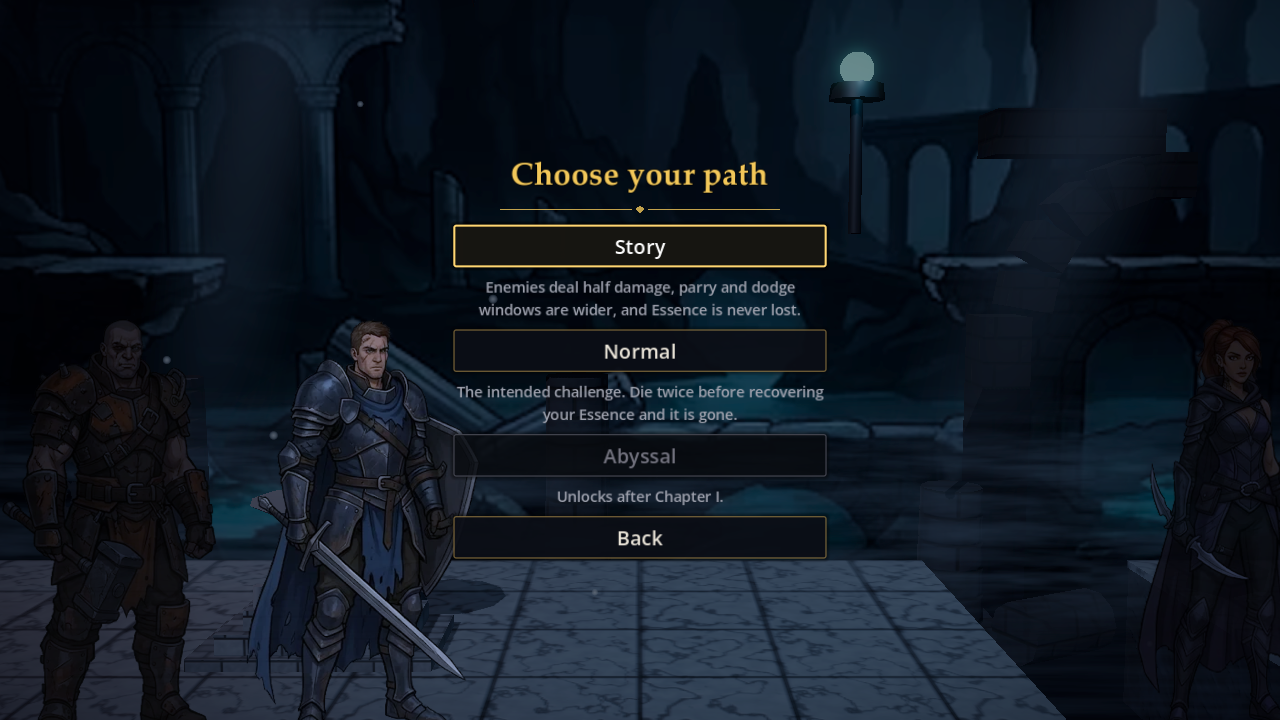 Choose your path
Story
Enemies deal half damage, parry and dodge
windows are wider, and Essence is never lost.
Normal
The intended challenge. Die twice before recovering
your Essence and it is gone.
Abyssal
Unlocks after Chapter I.
Back